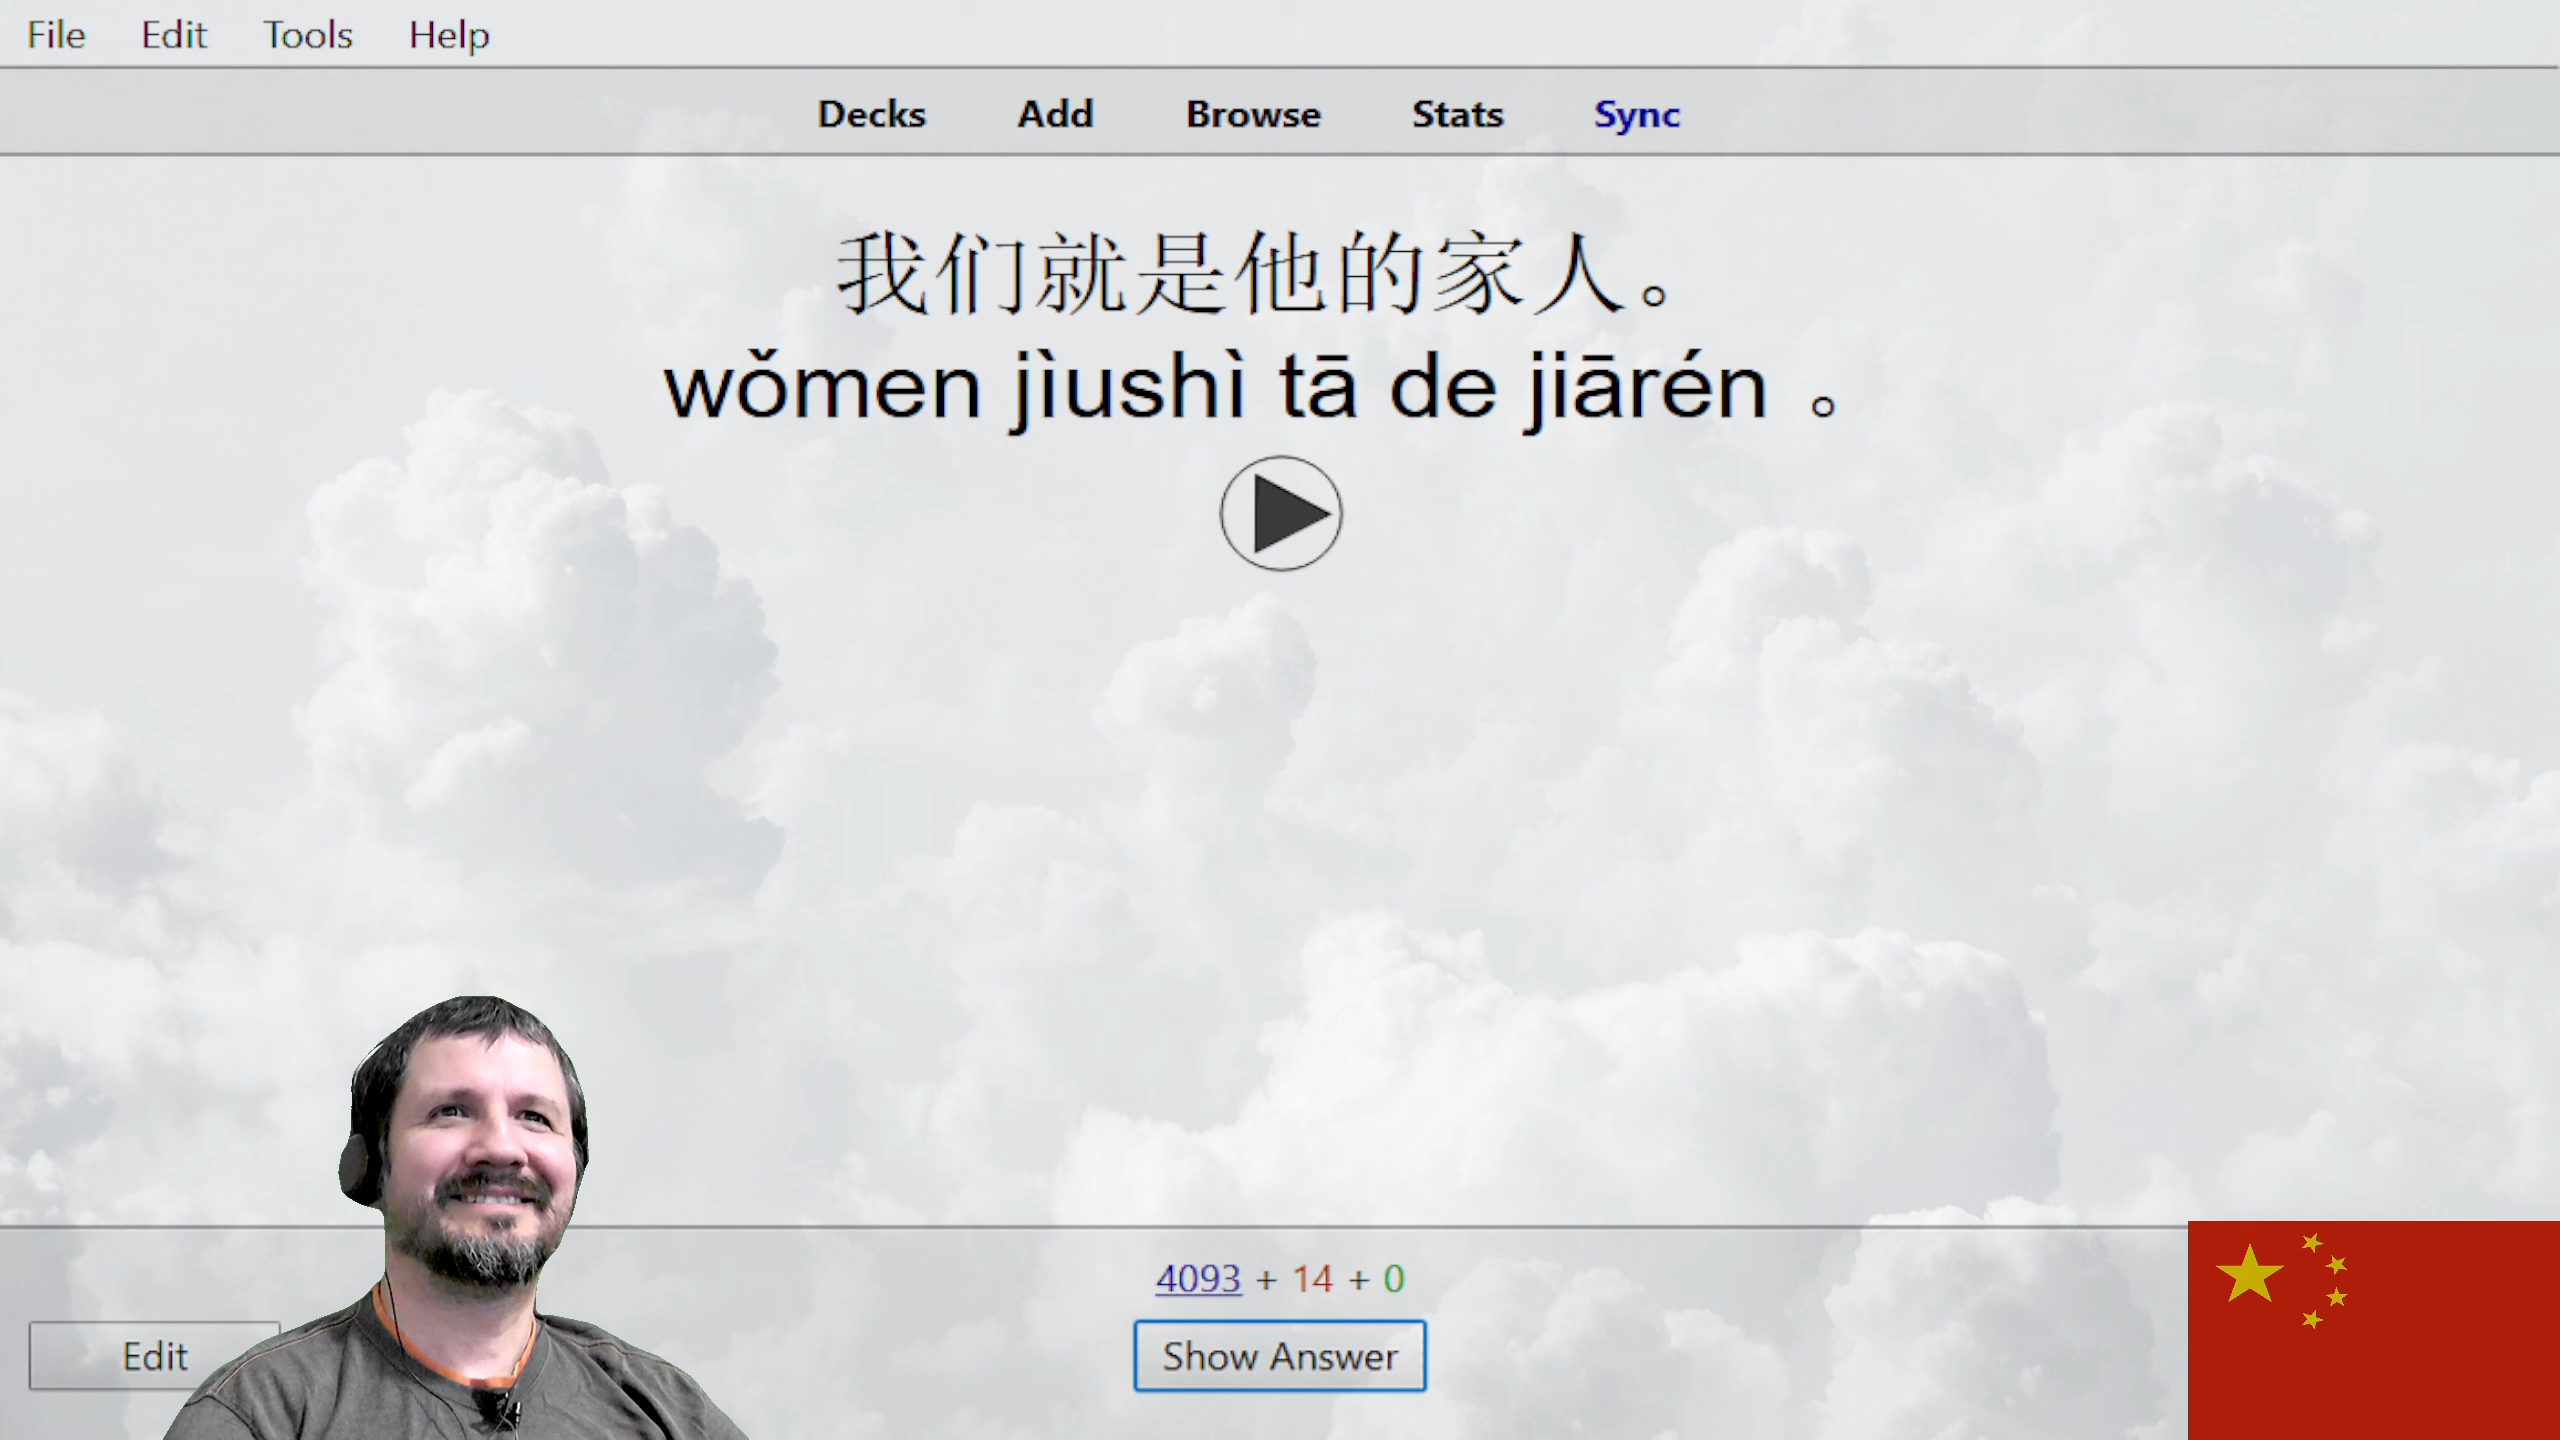 File Edit Tools Help
Decks Add Browse Stats Sync
我们就是他的家人。
wǒmen jìushì tā de jiārén 。
4093 + 14 + 0
Edit Show Answer